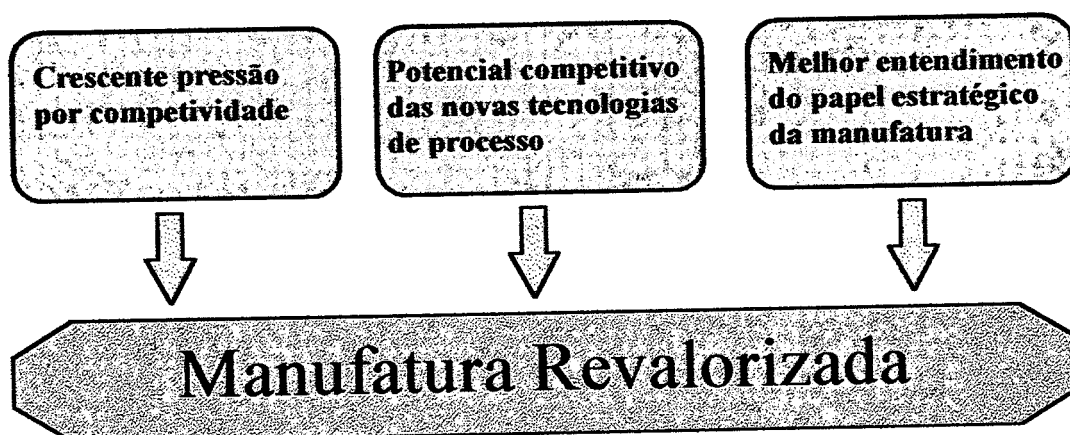 Crescente pressão
por competividade
Potencial competitivo
das novas tecnologias
de processo
Melhor entendimento
do papel estratégico
da manufatura
Manufatura Revalorizada